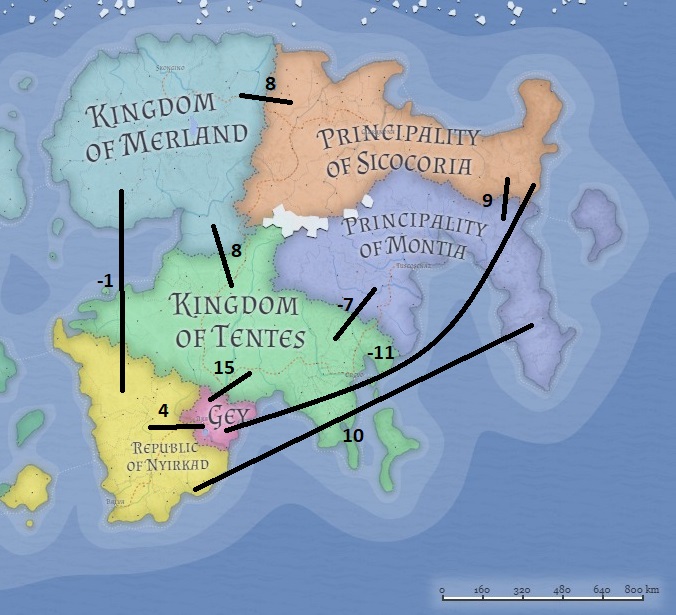 Skongino
8
KINGDOM
OF MERLAND
PRINCIPALITY
OF SICOCORIA
9
PRINCIPALITY
OF MONTIA
8
-1
KINGDOM
OF TENTES
-7
-11
15
4
GEY
10
REPUBLIC
OF NYIRKAD
0 160 320 480 640 800 km